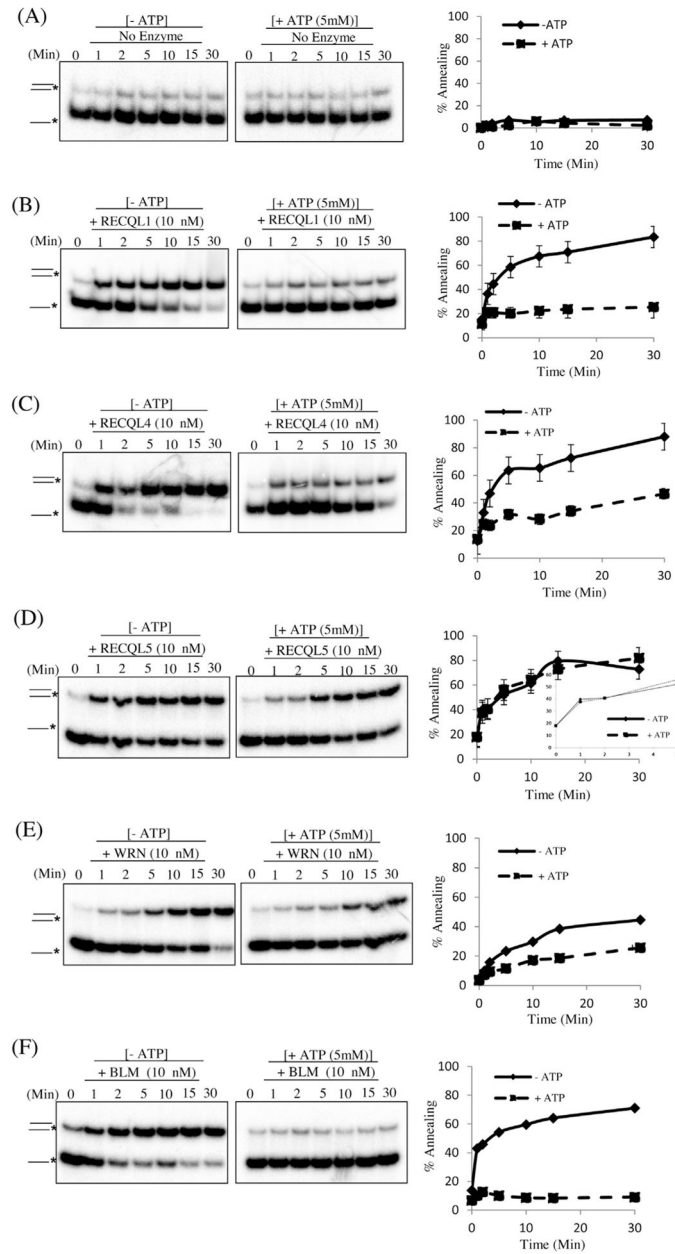 (A)
[- ATP]
No Enzyme
(Min) 0 1 2 5 10 15 30
*
*
[+ ATP (5mM)]
No Enzyme
0 1 2 5 10 15 30
-ATP
+ ATP
% Annealing
100
80
60
40
20
0
0 10 20 30
Time (Min)
(B)
[- ATP]
+ RECQL1 (10 nM)
(Min) 0 1 2 5 10 15 30
*
*
[+ ATP (5mM)]
+ RECQL1 (10 nM)
0 1 2 5 10 15 30
- ATP
+ ATP
% Annealing
100
80
60
40
20
0
0 10 20 30
Time (Min)
(C)
[- ATP]
+ RECQL4 (10 nM)
(Min) 0 1 2 5 10 15 30
*
*
[+ ATP (5mM)]
+ RECQL4 (10 nM)
0 1 2 5 10 15 30
- ATP
+ ATP
% Annealing
100
80
60
40
20
0
0 10 20 30
Time (Min)
(D)
[- ATP]
+ RECQL5 (10 nM)
(Min) 0 1 2 5 10 15 30
*
*
[+ ATP (5mM)]
+ RECQL5 (10 nM)
0 1 2 5 10 15 30
% Annealing
100
80
60
40
20
0
0 10 20 30
Time (Min)
60
50
40
30
20
10
0
0 1 2 3 4
- ATP
+ ATP
(E)
[- ATP]
+ WRN (10 nM)
(Min) 0 1 2 5 10 15 30
*
*
[+ ATP (5mM)]
+ WRN (10 nM)
0 1 2 5 10 15 30
- ATP
+ ATP
% Annealing
100
80
60
40
20
0
0 10 20 30
Time (Min)
(F)
[- ATP]
+ BLM (10 nM)
(Min) 0 1 2 5 10 15 30
*
*
[+ ATP (5mM)]
+ BLM (10 nM)
0 1 2 5 10 15 30
- ATP
+ ATP
% Annealing
100
80
60
40
20
0
0 10 20 30
Time (Min)